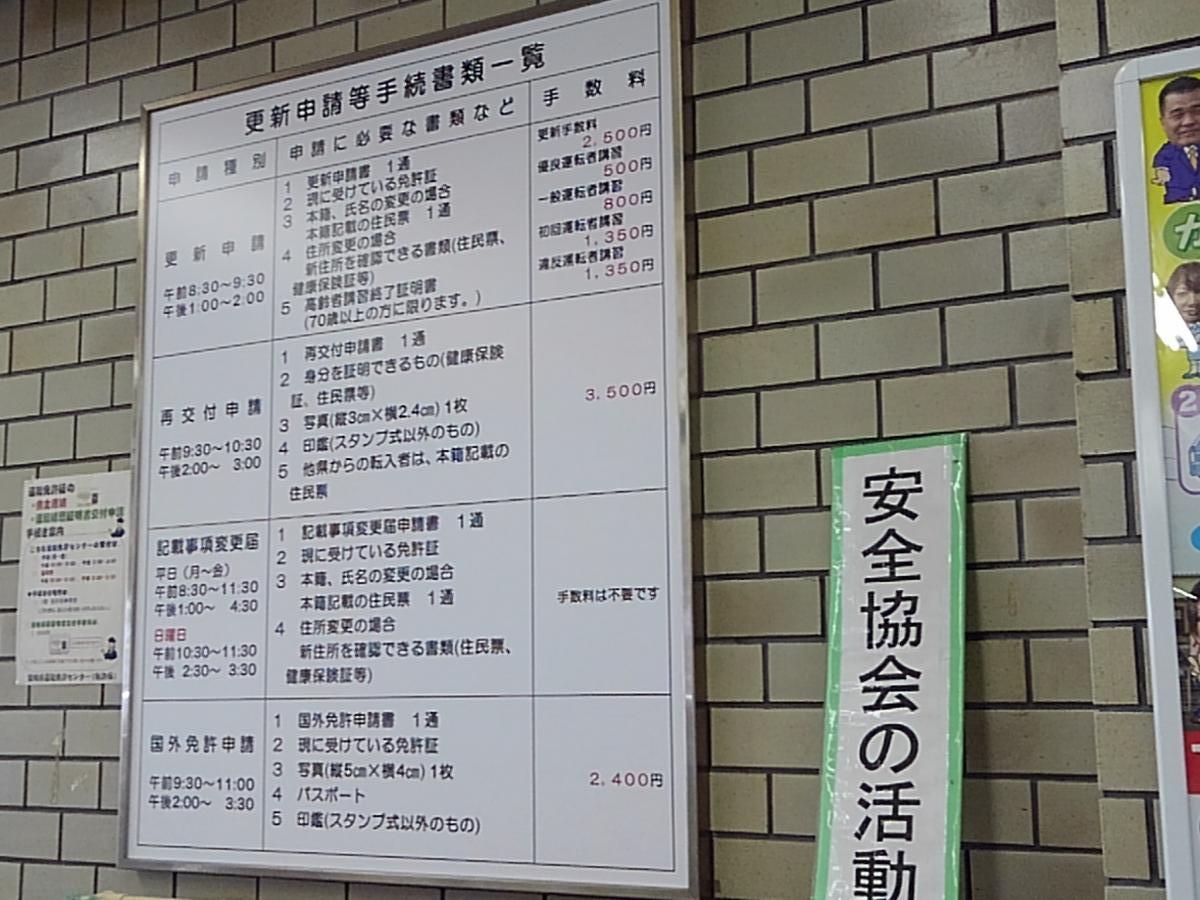 更新申請等手続書類一覧
申請種別
申請に必要な書類など
手数料
更新申請
午前8:30～9:30
午後1:00～2:00
1 更新申請書 1通
2 現に受けている免許証
3 本籍、氏名の変更の場合
本籍記載の住民票 1通
4 住所変更の場合
新住所を確認できる書類(住民票、
健康保険証等)
5 高齢者講習終了証明書
(70歳以上の方に限ります。)
更新手数料
2,500円
優良運転者講習
500円
一般運転者講習
800円
初回運転者講習
1,350円
違反運転者講習
1,350円
再交付申請
午前9:30～10:30
午後2:00～ 3:00
1 再交付申請書 1通
2 身分を証明できるもの(健康保険
証、住民票等)
3 写真(縦3㎝×横2.4㎝)1枚
4 印鑑(スタンプ式以外のもの)
5 他県からの転入者は、本籍記載の
住民票
3,500円
記載事項変更届
平日(月～金)
午前8:30～11:30
午後1:00～ 4:30
日曜日
午前10:30～11:30
午後 2:30～ 3:30
1 記載事項変更届申請書 1通
2 現に受けている免許証
3 本籍、氏名の変更の場合
本籍記載の住民票 1通
4 住所変更の場合
新住所を確認できる書類(住民票、
健康保険証等)
手数料は不要です
国外免許申請
午前9:30～11:00
午後2:00～ 3:30
1 国外免許申請書 1通
2 現に受けている免許証
3 写真(縦5㎝×横4㎝)1枚
4 パスポート
5 印鑑(スタンプ式以外のもの)
2,400円
運転免許証の
手続き案内
安全協会の活動
カ
2